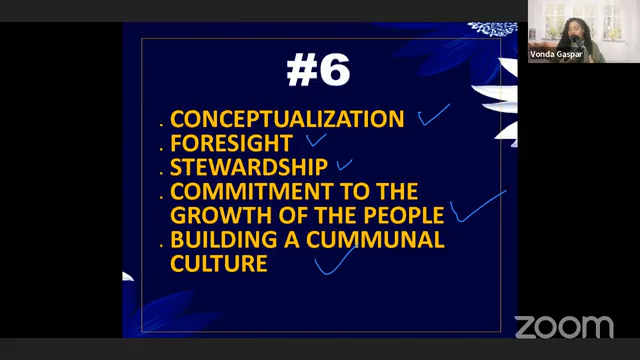 Vonda Gaspar
#6
. CONCEPTUALIZATION
. FORESIGHT
. STEWARDSHIP
. COMMITMENT TO THE
GROWTH OF THE PEOPLE
. BUILDING A CUMMUNAL
CULTURE
zoom